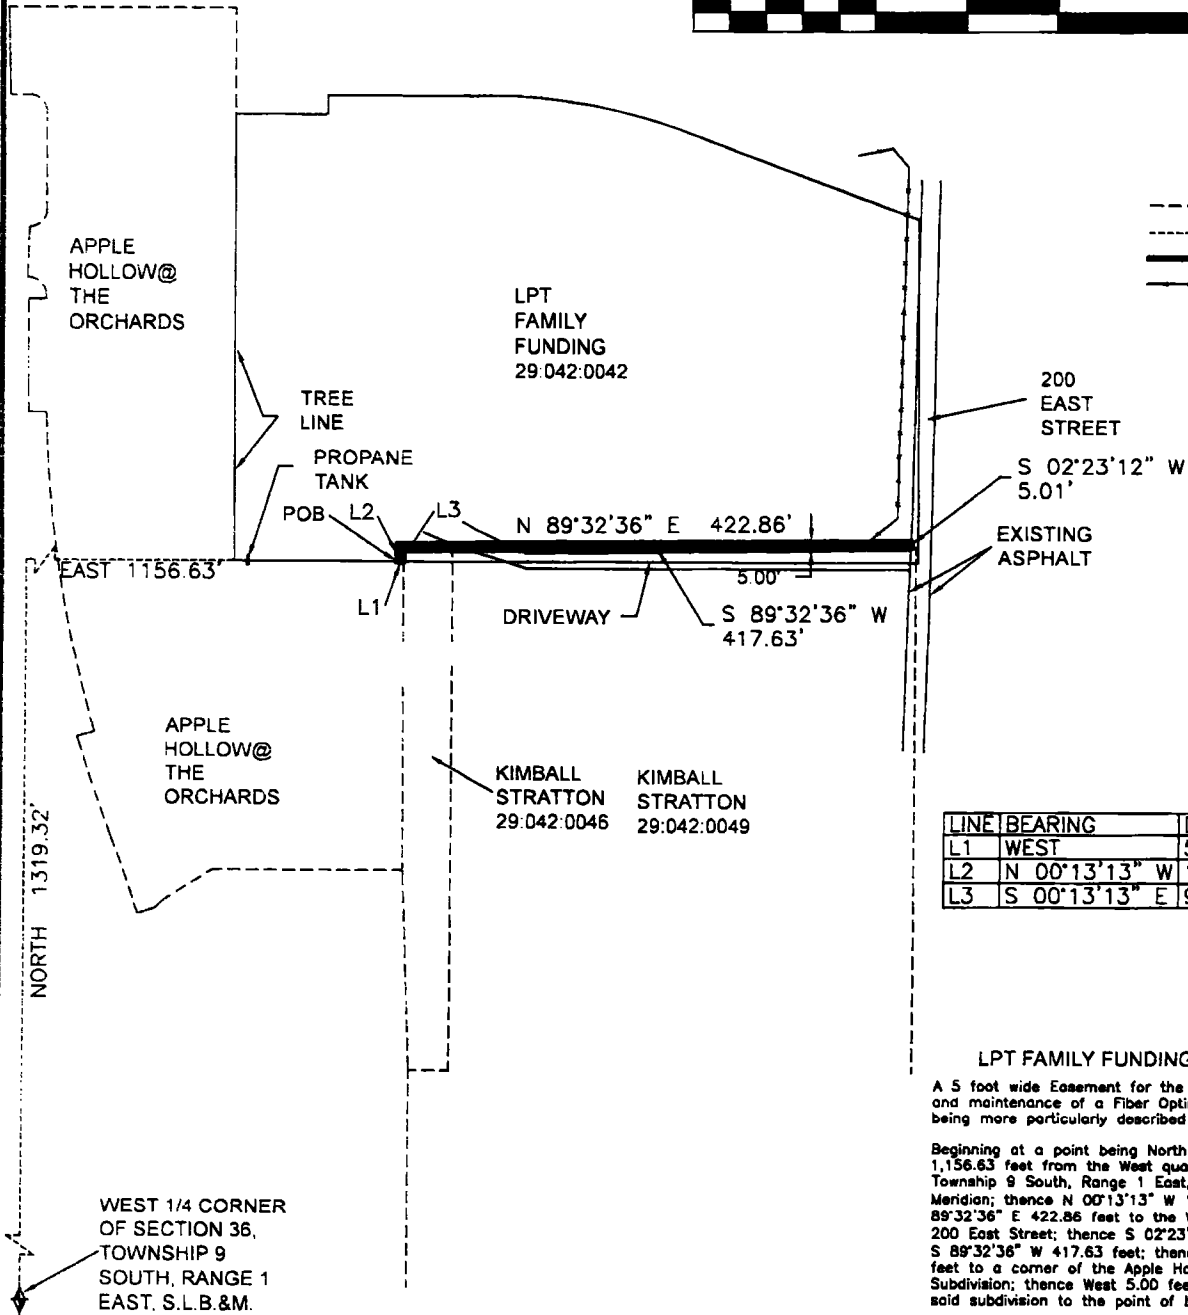 APPLE
HOLLOW@
THE
ORCHARDS
LPT
FAMILY
FUNDING
29:042:0042
TREE
LINE
PROPANE
TANK
200
EAST
STREET
S 02°23'12" W
5.01'
POB
L2
L3
N 89°32'36" E 422.86'
EXISTING
ASPHALT
EAST 1156.63'
L1
5.00'
DRIVEWAY
S 89°32'36" W
417.63'
APPLE
HOLLOW@
THE
ORCHARDS
KIMBALL
STRATTON
29:042:0046
KIMBALL
STRATTON
29:042:0049
NORTH 1319.32'
LINE BEARING
L1 WEST 5
L2 N 00°13'13" W
L3 S 00°13'13" E 9
LPT FAMILY FUNDING
A 5 foot wide Easement for the
and maintenance of a Fiber Opti
being more particularly described
Beginning at a point being North
1,156.63 feet from the West qua
Township 9 South, Range 1 East,
Meridian; thence N 00°13'13" W
89°32'36" E 422.86 feet to the
200 East Street; thence S 02°23'
S 89°32'36" W 417.63 feet; then
feet to a corner of the Apple Ho
Subdivision; thence West 5.00 fee
said subdivision to the point of
WEST 1/4 CORNER
OF SECTION 36,
TOWNSHIP 9
SOUTH, RANGE 1
EAST, S.L.B.&M.